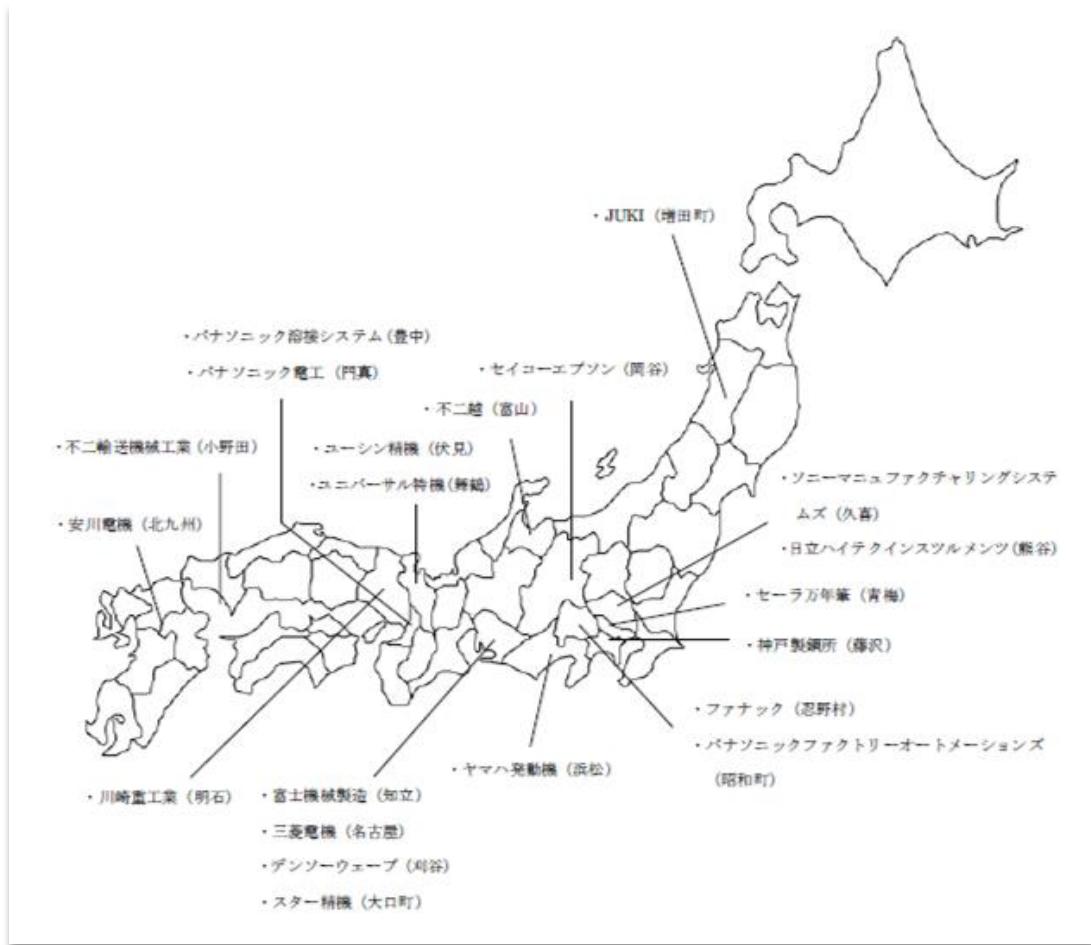 ・JUKI（増田町）
・パナソニック溶接システム（豊中）
・パナソニック電工（門真）
・セイコーエプソン（岡谷）
・不二越（富山）
・不二輸送機械工業（小野田）
・ユーシン精機（伏見）
・ユニバーサル特機（舞鶴）
・ソニーマニュファクチャリングシステ
ムズ（久喜）
・安川電機（北九州）
・日立ハイテクインスツルメンツ（熊谷）
・セーラ万年筆（青梅）
・神戸製鋼所（藤沢）
・ファナック（忍野村）
・パナソニックファクトリーオートメーションズ
（昭和町）
・ヤマハ発動機（浜松）
・川崎重工業（明石）
・富士機械製造（知立）
・三菱電機（名古屋）
・デンソーウェーブ（刈谷）
・スター精機（大口町）